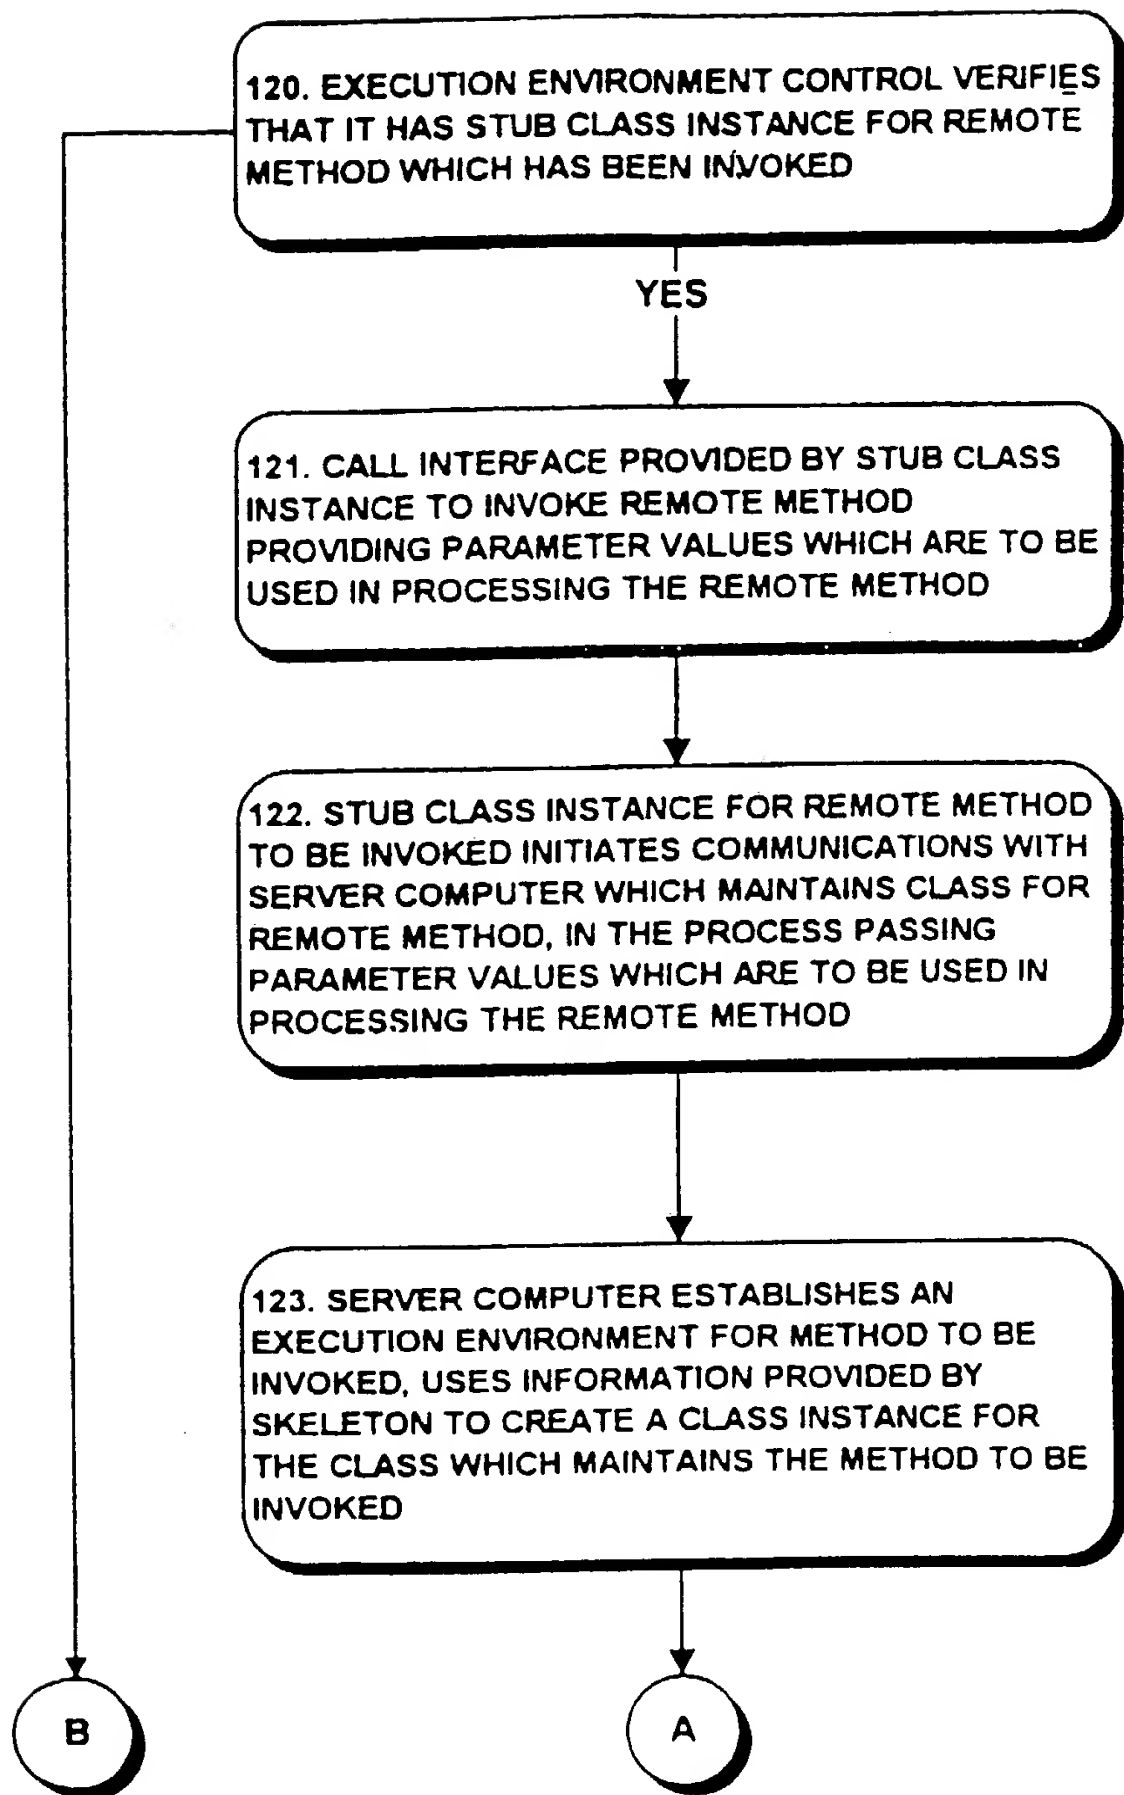 120. EXECUTION ENVIRONMENT CONTROL VERIFIES
THAT IT HAS STUB CLASS INSTANCE FOR REMOTE
METHOD WHICH HAS BEEN INVOKED
YES
121. CALL INTERFACE PROVIDED BY STUB CLASS
INSTANCE TO INVOKE REMOTE METHOD
PROVIDING PARAMETER VALUES WHICH ARE TO BE
USED IN PROCESSING THE REMOTE METHOD
122. STUB CLASS INSTANCE FOR REMOTE METHOD
TO BE INVOKED INITIATES COMMUNICATIONS WITH
SERVER COMPUTER WHICH MAINTAINS CLASS FOR
REMOTE METHOD, IN THE PROCESS PASSING
PARAMETER VALUES WHICH ARE TO BE USED IN
PROCESSING THE REMOTE METHOD
123. SERVER COMPUTER ESTABLISHES AN
EXECUTION ENVIRONMENT FOR METHOD TO BE
INVOKED, USES INFORMATION PROVIDED BY
SKELETON TO CREATE A CLASS INSTANCE FOR
THE CLASS WHICH MAINTAINS THE METHOD TO BE
INVOKED
B
A